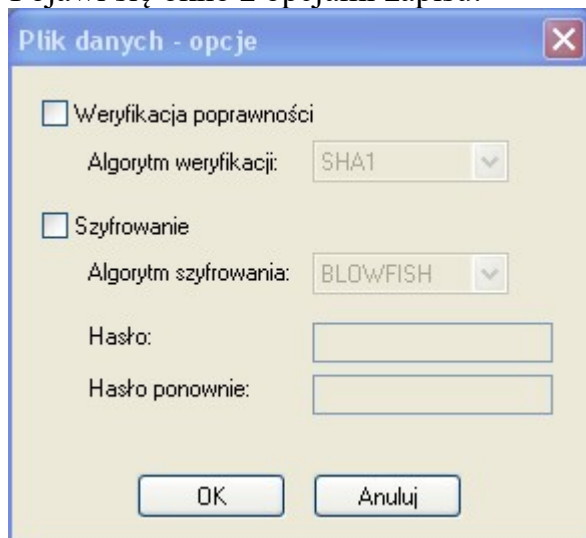 Plik danych - opcje
Weryfikacja poprawności
Algorytm weryfikacji: SHA1
Szyfrowanie
Algorytm szyfrowania: BLOWFISH
Hasło:
Hasło ponownie:
OK Anuluj